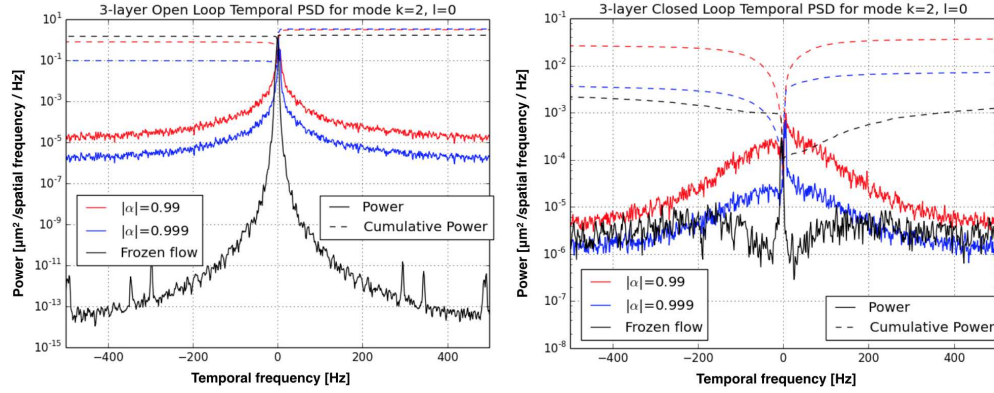 3-layer Open Loop Temporal PSD for mode k=2, l=0
Power [µm² /spatial frequency / Hz]
10¹
10⁻¹
10⁻³
10⁻⁵
10⁻⁷
10⁻⁹
10⁻¹¹
10⁻¹³
10⁻¹⁵
|α|=0.99
|α|=0.999
Frozen flow
Power
Cumulative Power
−400 −200 0 200 400
Temporal frequency [Hz]
3-layer Closed Loop Temporal PSD for mode k=2, l=0
Power [µm² /spatial frequency / Hz]
10⁻¹
10⁻²
10⁻³
10⁻⁴
10⁻⁵
10⁻⁶
10⁻⁷
10⁻⁸
|α|=0.99
|α|=0.999
Frozen flow
Power
Cumulative Power
−400 −200 0 200 400
Temporal frequency [Hz]